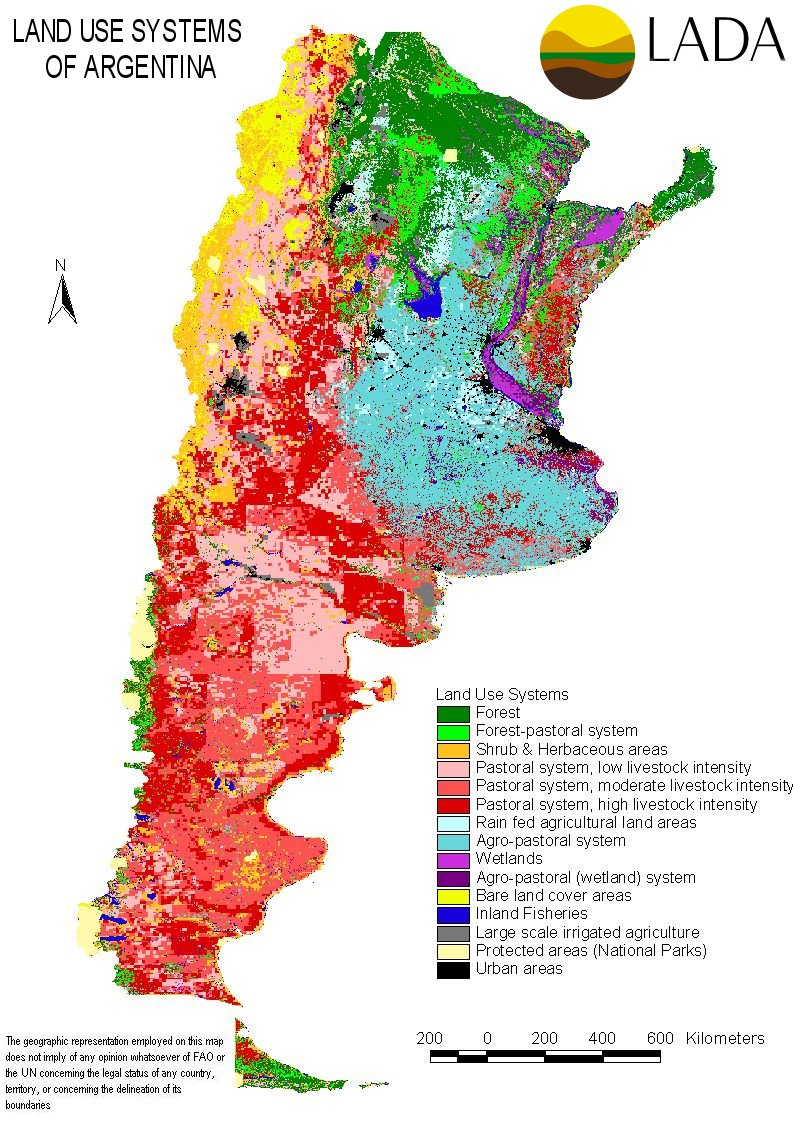 LAND USE SYSTEMS
OF ARGENTINA
LADA
N
Land Use Systems
Forest
Forest-pastoral system
Shrub & Herbaceous areas
Pastoral system, low livestock intensity
Pastoral system, moderate livestock intensity
Pastoral system, high livestock intensity
Rain fed agricultural land areas
Agro-pastoral system
Wetlands
Agro-pastoral (wetland) system
Bare land cover areas
Inland Fisheries
Large scale irrigated agriculture
Protected areas (National Parks)
Urban areas
200 0 200 400 600 Kilometers
The geographic representation employed on this map
does not imply of any opinion whatsoever of FAO or
the UN concerning the legal status of any country,
territory, or concerning the delineation of its
boundaries